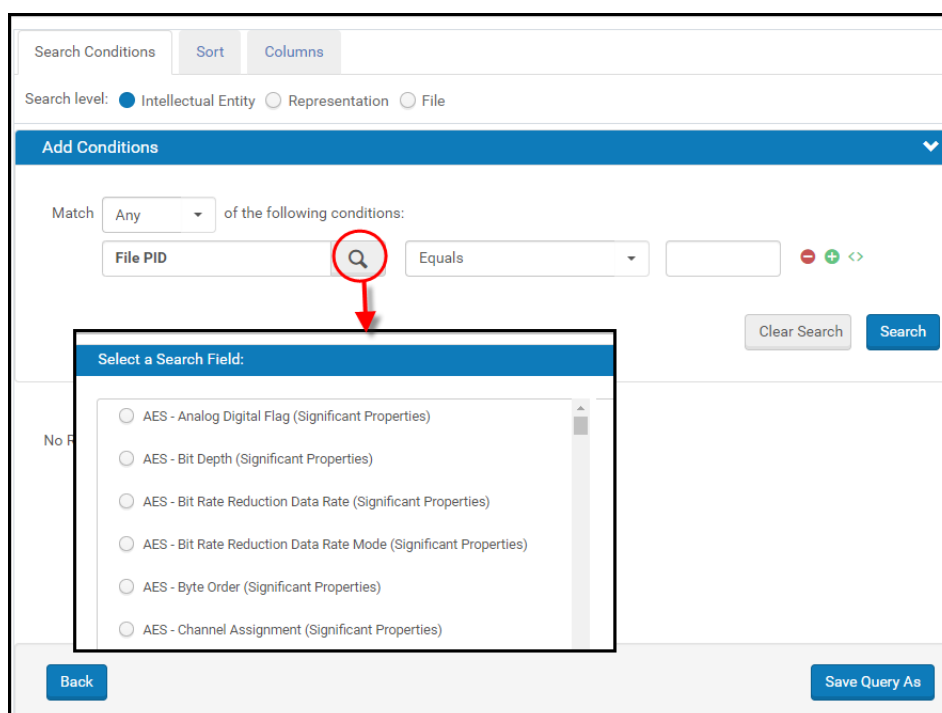 Search Conditions Sort Columns
Search level: Intellectual Entity Representation File
Add Conditions
Match Any of the following conditions:
File PID Equals
Clear Search Search
Select a Search Field:
AES - Analog Digital Flag (Significant Properties)
No R
AES - Bit Depth (Significant Properties)
AES - Bit Rate Reduction Data Rate (Significant Properties)
AES - Bit Rate Reduction Data Rate Mode (Significant Properties)
AES - Byte Order (Significant Properties)
AES - Channel Assignment (Significant Properties)
Back Save Query As